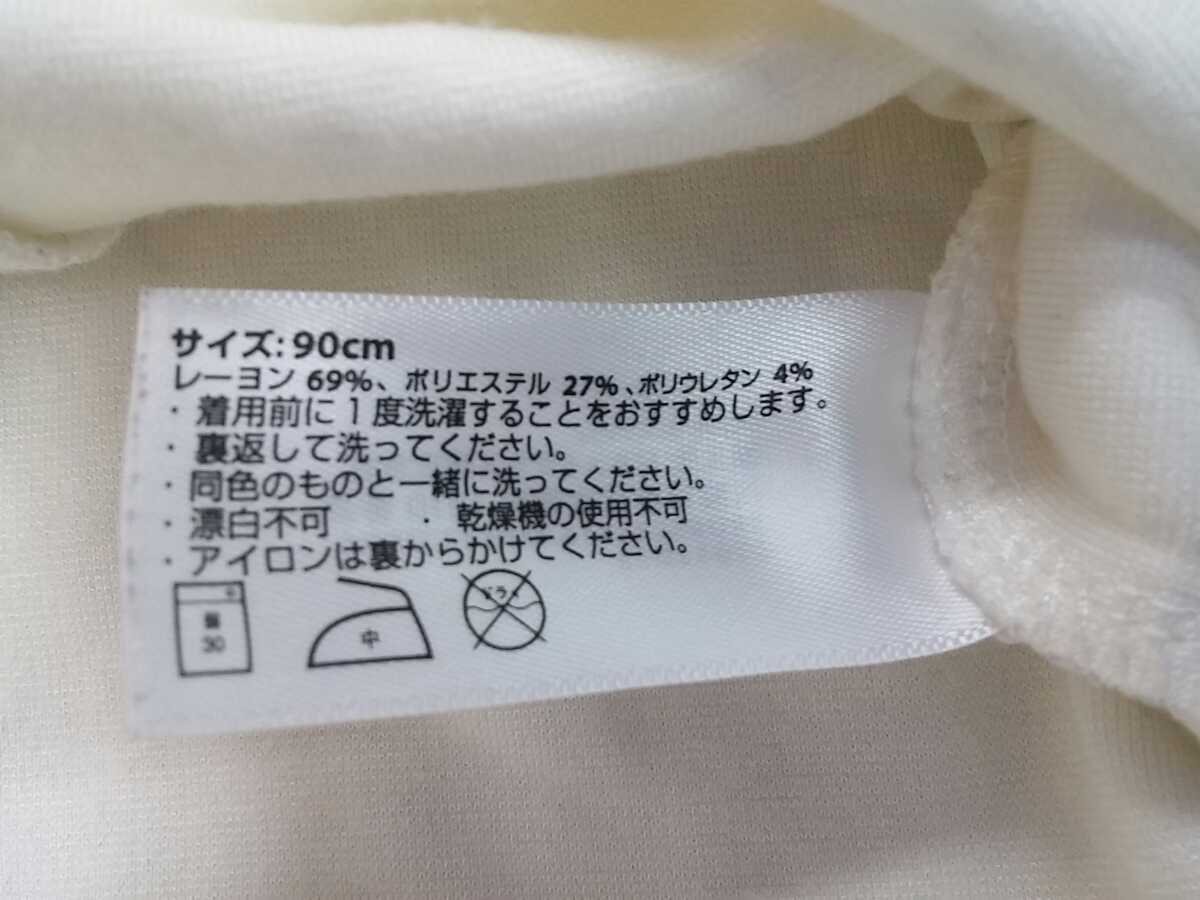 サイズ: 90cm
レーヨン 69%、ポリエステル 27%、ポリウレタン 4%
・着用前に1度洗濯することをおすすめします。
・裏返して洗ってください。
・同色のものと一緒に洗ってください。
・漂白不可 ・乾燥機の使用不可
・アイロンは裏からかけてください。
30
中
ドライ